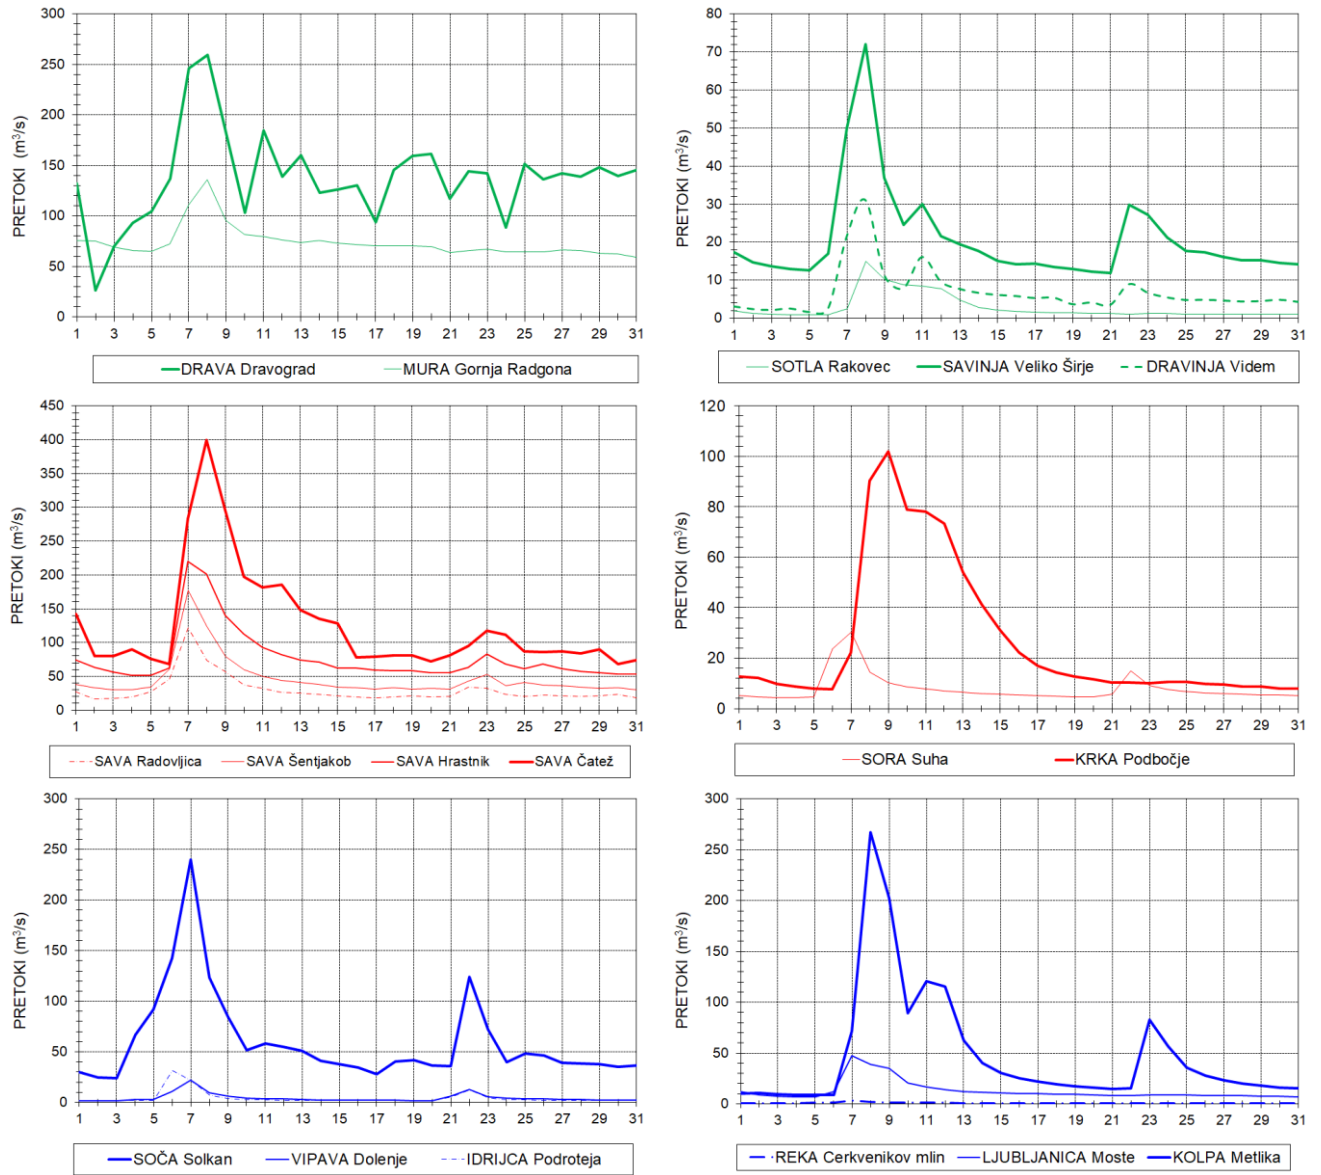 PRETOKI (m³/s)
300
250
200
150
100
50
0
1 3 5 7 9 11 13 15 17 19 21 23 25 27 29 31
DRAVA Dravograd MURA Gornja Radgona
PRETOKI (m³/s)
80
70
60
50
40
30
20
10
0
1 3 5 7 9 11 13 15 17 19 21 23 25 27 29 31
SOTLA Rakovec SAVINJA Veliko Širje DRAVINJA Videm
PRETOKI (m³/s)
450
400
350
300
250
200
150
100
50
0
1 3 5 7 9 11 13 15 17 19 21 23 25 27 29 31
SAVA Radovljica SAVA Šentjakob SAVA Hrastnik SAVA Čatež
PRETOKI (m³/s)
120
100
80
60
40
20
0
1 3 5 7 9 11 13 15 17 19 21 23 25 27 29 31
SORA Suha KRKA Podbočje
PRETOKI (m³/s)
300
250
200
150
100
50
0
1 3 5 7 9 11 13 15 17 19 21 23 25 27 29 31
SOČA Solkan VIPAVA Dolenje IDRIJCA Podroteja
PRETOKI (m³/s)
300
250
200
150
100
50
0
1 3 5 7 9 11 13 15 17 19 21 23 25 27 29 31
REKA Cerkvenikov mlin LJUBLJANICA Moste KOLPA Metlika